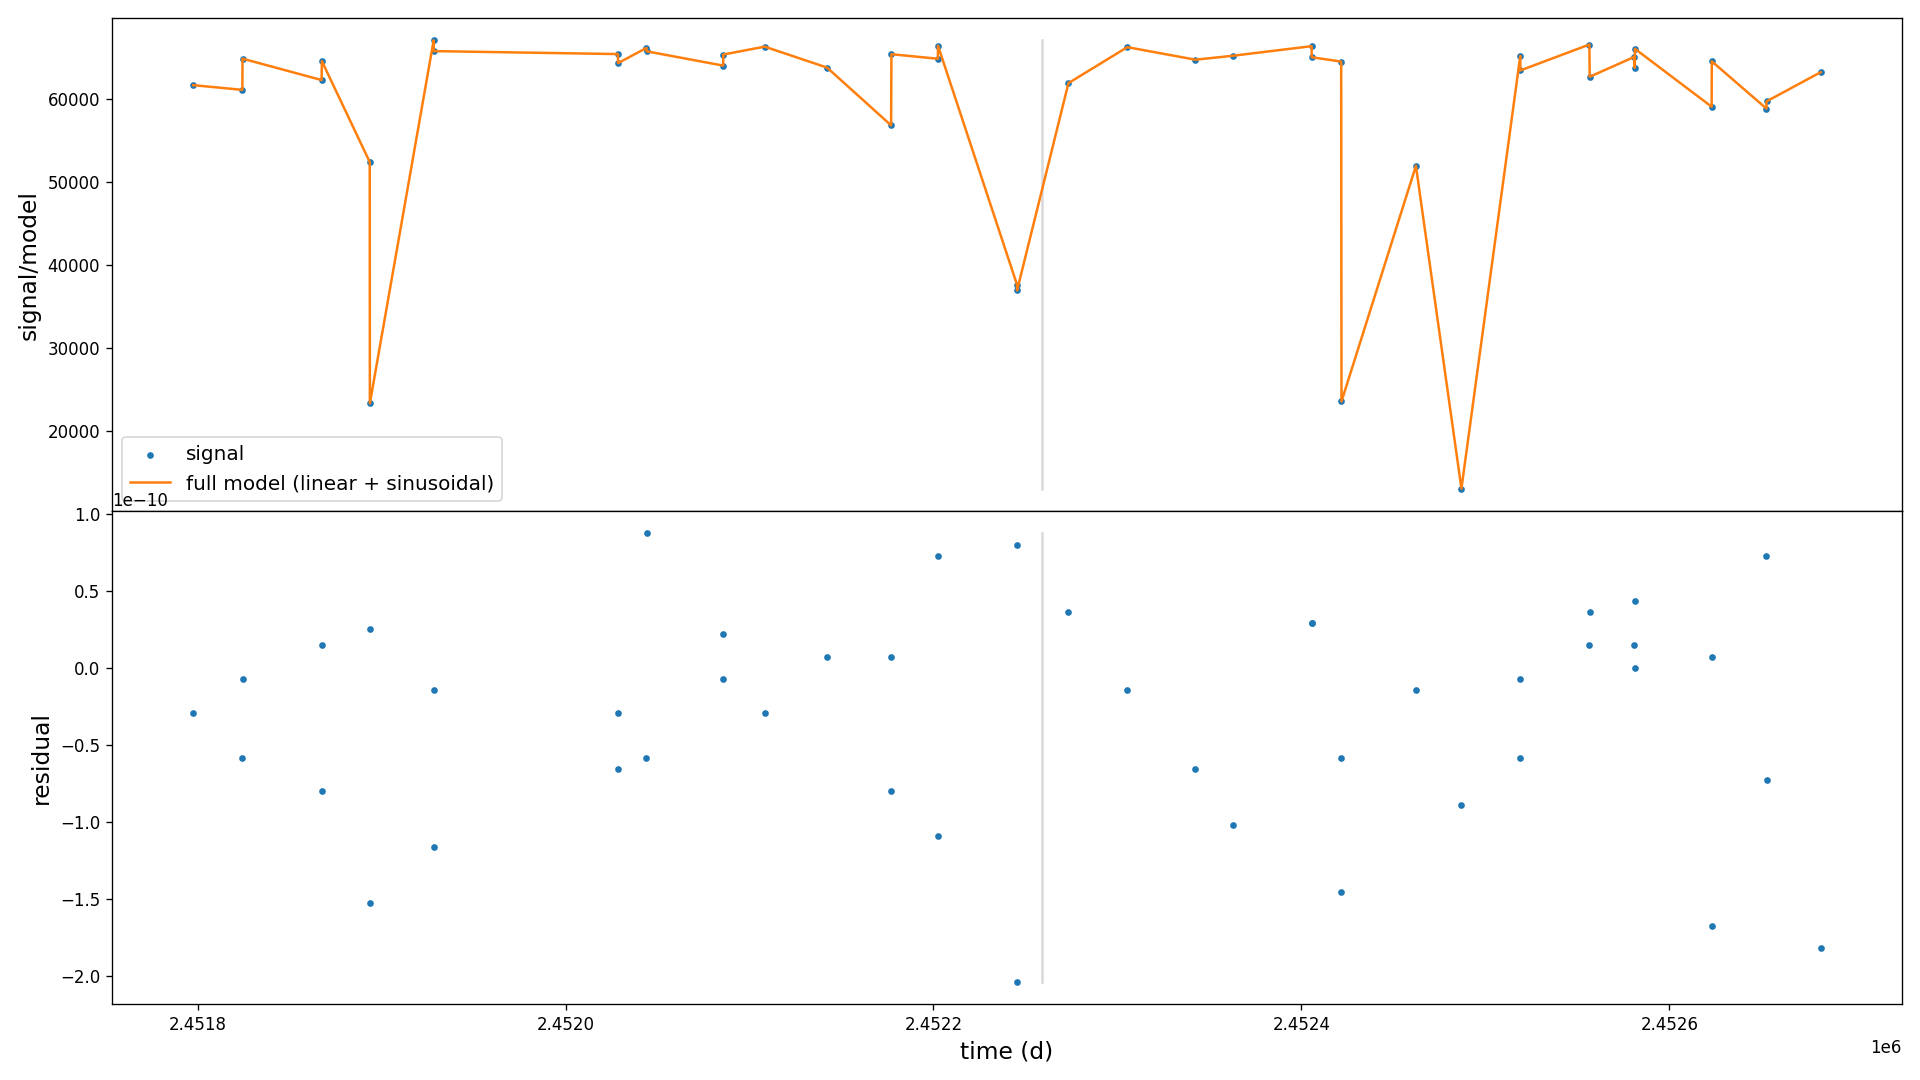 60000
50000
40000
30000
20000
signal/model
signal
full model (linear + sinusoidal)
1e−10
1.0
0.5
0.0
−0.5
−1.0
−1.5
−2.0
residual
2.4518
2.4520
2.4522
2.4524
2.4526
time (d)
1e6